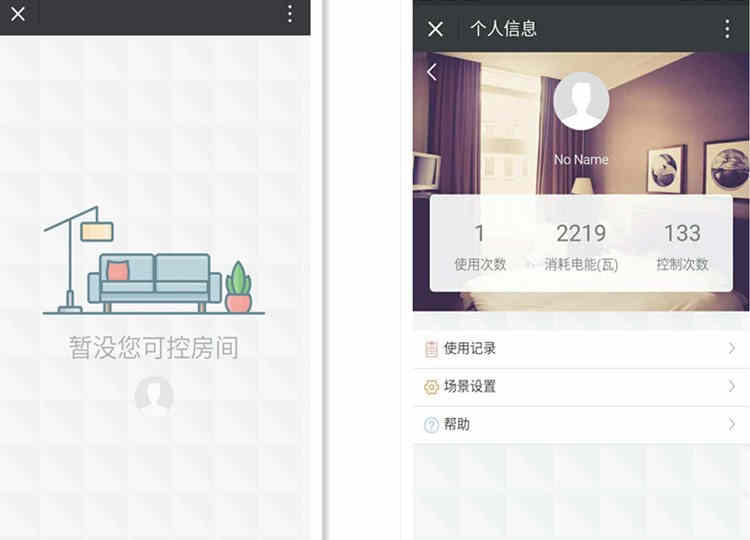 暂没您可控房间
个人信息
No Name
1
2219
133
使用次数
消耗电能(瓦)
控制次数
使用记录
场景设置
帮助